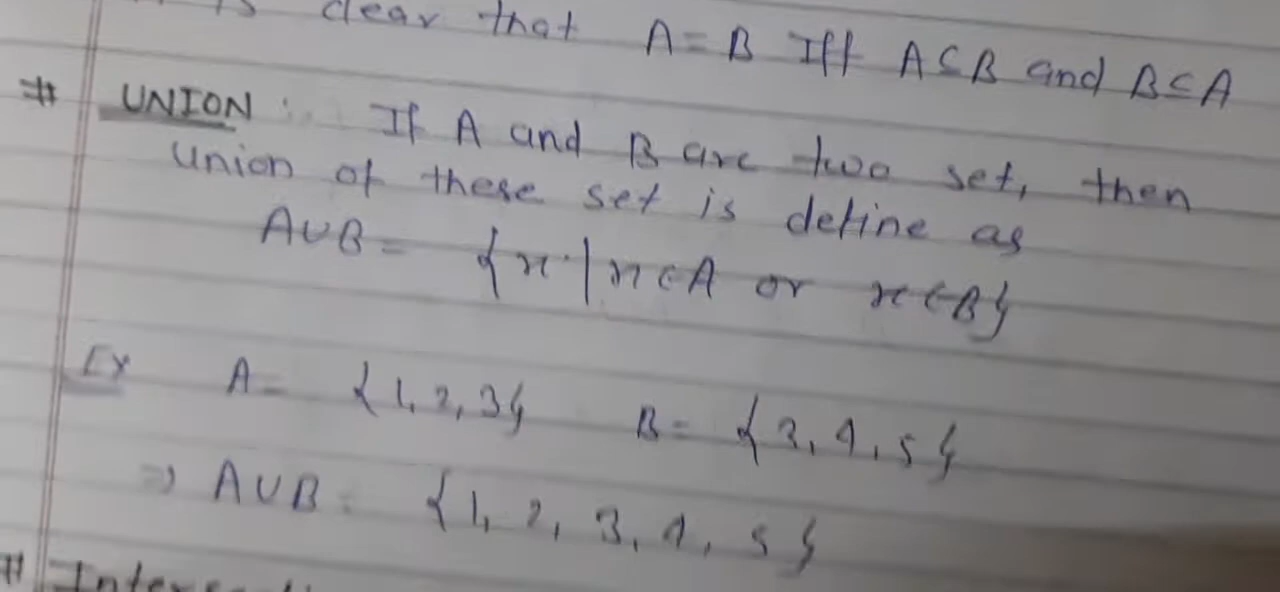 is clear that A=B Iff A⊆B and B⊆A
# UNION : If A and B are two set, then
union of these set is define as
A∪B = {x | x∈A or x∈B}
Ex A = {1, 2, 3} B = {3, 4, 5}
⇒ A∪B = {1, 2, 3, 4, 5}
#